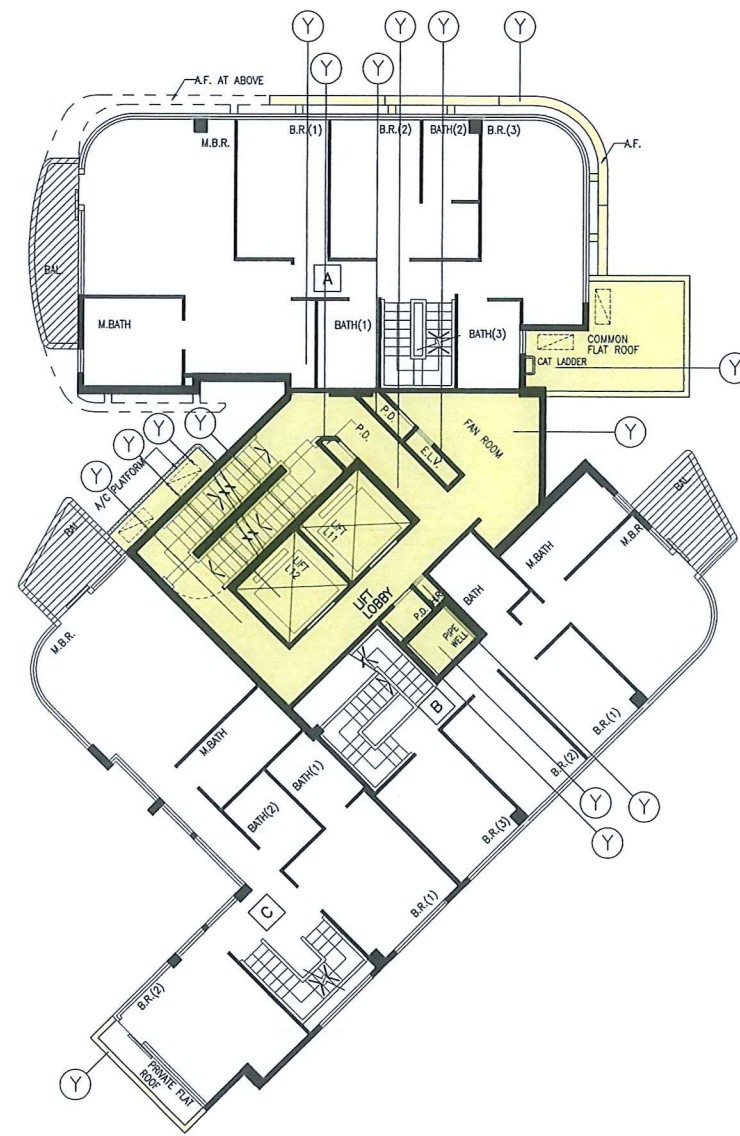 Y
Y
Y
Y
Y
Y
A.F. AT ABOVE
M.B.R.
B.R.(1)
B.R.(2)
BATH(2)
B.R.(3)
A.F.
BAL
A
M.BATH
BATH(1)
BATH(3)
COMMON
FLAT ROOF
CAT LADDER
Y
Y
Y
Y
Y
Y
P.D.
P.D.
E.L.V.
FAN ROOM
A/C PLATFORM
BAL
BAL
LIFT
L11
LIFT
L12
LIFT
LOBBY
P.D.
PIPE
WELL
BATH
M.BATH
M.B.R.
M.B.R.
B
B.R.(1)
B.R.(2)
B.R.(3)
M.BATH
BATH(1)
BATH(2)
Y
Y
Y
C
B.R.(1)
B.R.(2)
PRIVATE FLAT
ROOF
Y